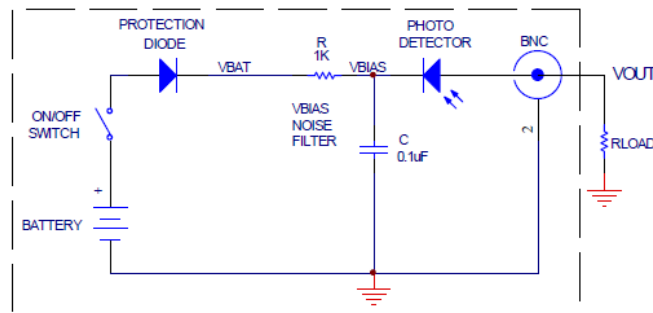 PROTECTION
DIODE
R
1K
PHOTO
DETECTOR
BNC
VBAT
VBIAS
VOUT
ON/OFF
SWITCH
VBIAS
NOISE
FILTER
C
0.1uF
2
RLOAD
+
BATTERY